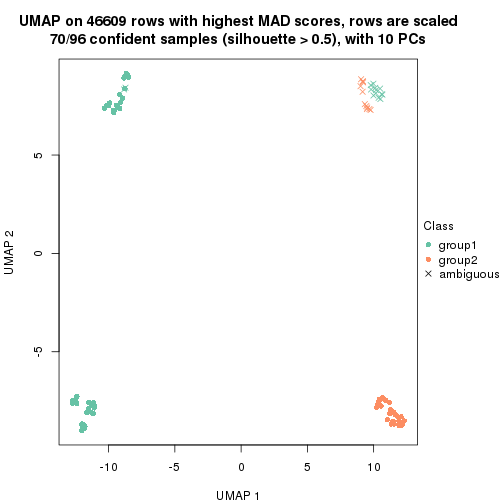 UMAP on 46609 rows with highest MAD scores, rows are scaled
70/96 confident samples (silhouette > 0.5), with 10 PCs
5
0
-5
UMAP 2
-10
-5
0
5
10
UMAP 1
Class
group1
group2
ambiguous